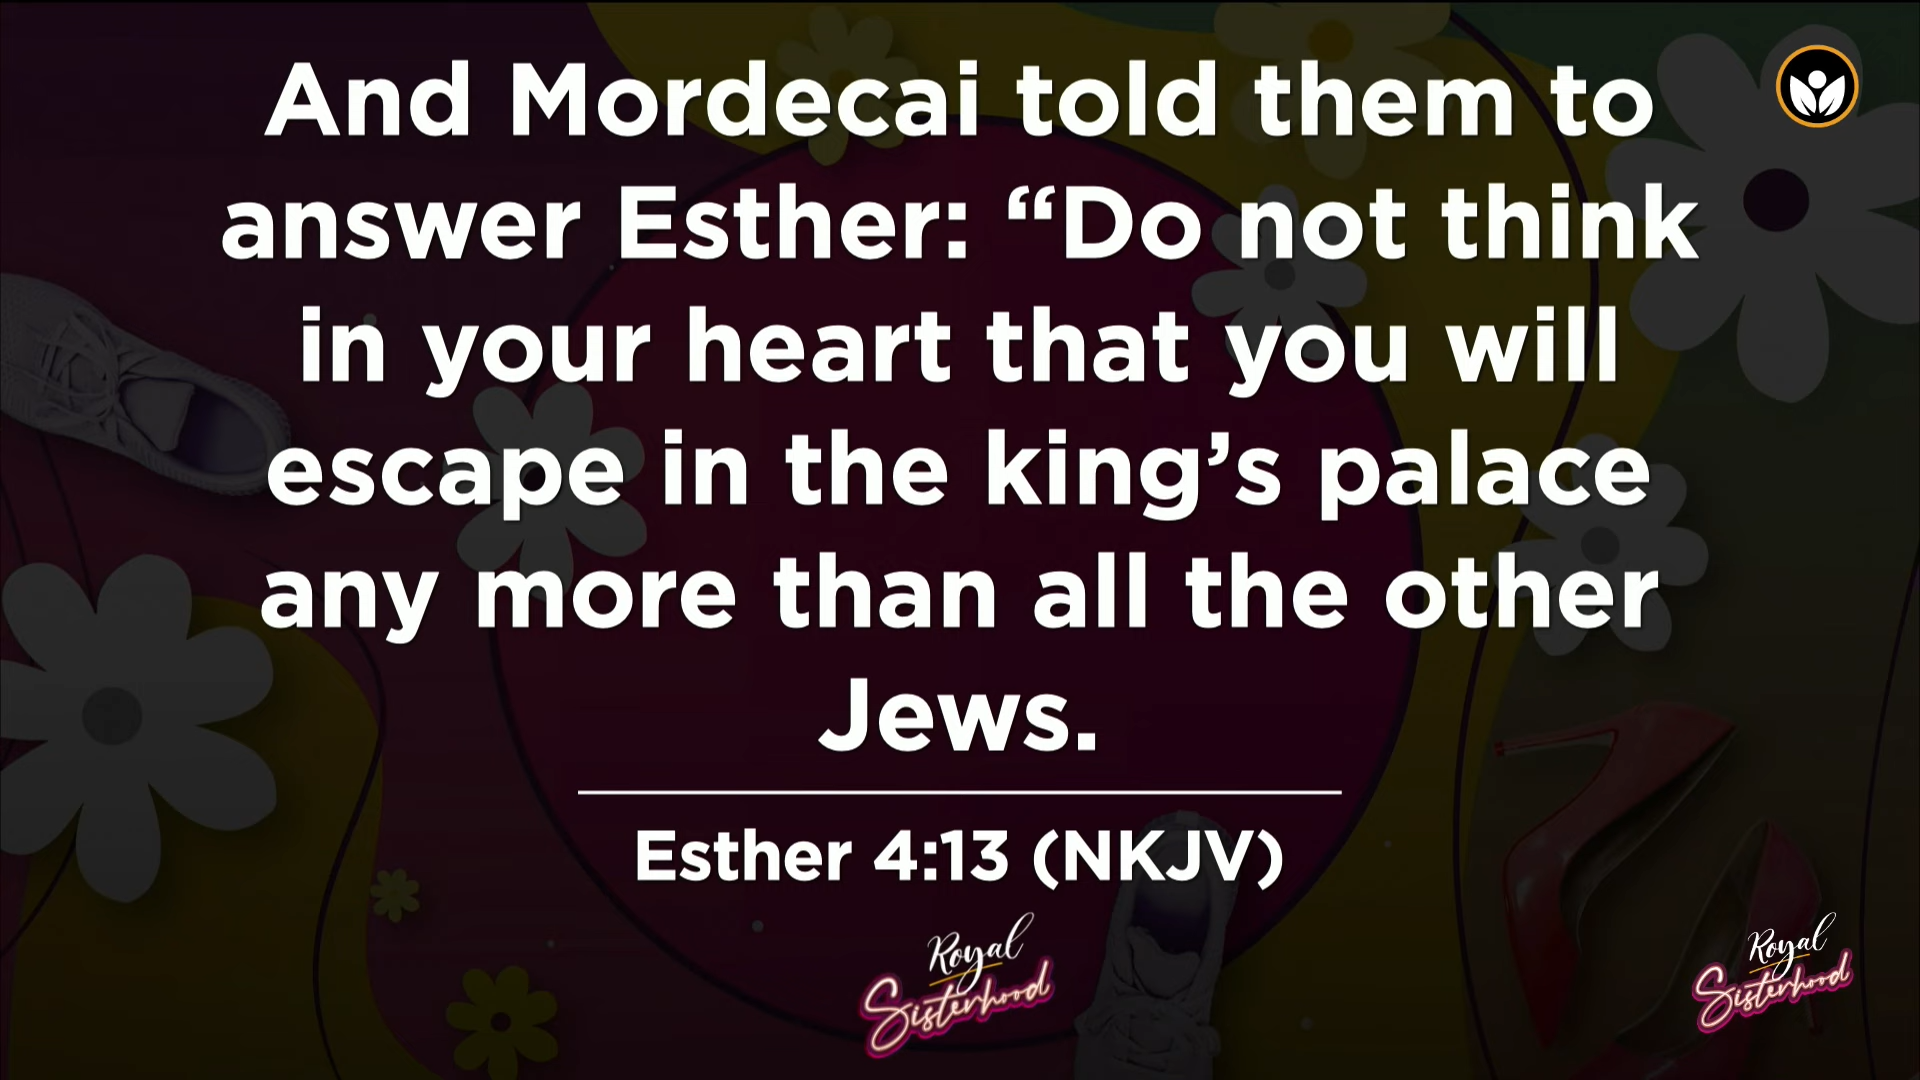 And Mordecai told them to
answer Esther: “Do not think
in your heart that you will
escape in the king’s palace
any more than all the other
Jews.
Esther 4:13 (NKJV)
Royal
Sisterhood
Royal
Sisterhood